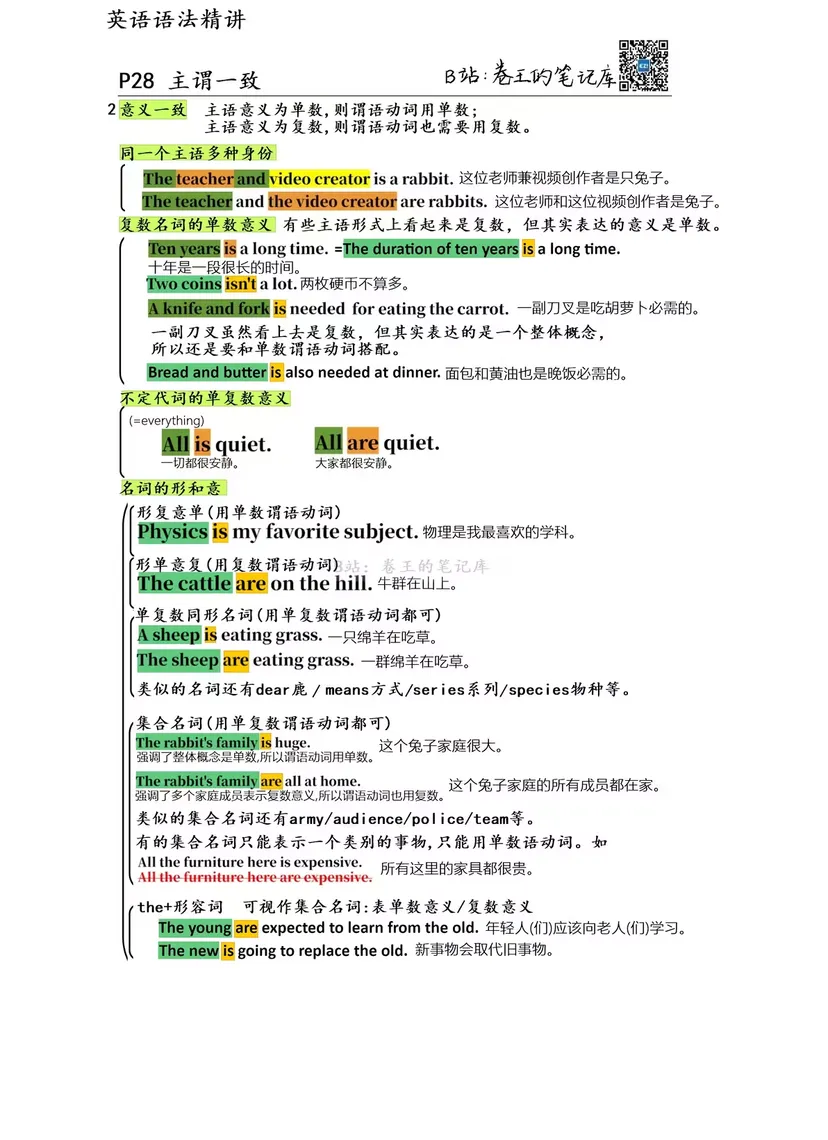 英语语法精讲
P28 主谓一致
B站:卷王的笔记库
2 意义一致 主语意义为单数,则谓语动词用单数;
主语意义为复数,则谓语动词也需要用复数。
同一个主语多种身份
The teacher and video creator is a rabbit. 这位老师兼视频创作者是只兔子。
The teacher and the video creator are rabbits. 这位老师和这位视频创作者是兔子。
复数名词的单数意义 有些主语形式上看起来是复数,但其实表达的意义是单数。
Ten years is a long time. =The duration of ten years is a long time.
十年是一段很长的时间。
Two coins isn't a lot. 两枚硬币不算多。
A knife and fork is needed for eating the carrot. 一副刀叉是吃胡萝卜必需的。
一副刀叉虽然看上去是复数,但其实表达的是一个整体概念,
所以还是要和单数谓语动词搭配。
Bread and butter is also needed at dinner. 面包和黄油也是晚饭必需的。
不定代词的单复数意义
(=everything)
All is quiet. All are quiet.
一切都很安静。 大家都很安静。
名词的形和意
形复意单(用单数谓语动词)
Physics is my favorite subject. 物理是我最喜欢的学科。
形单意复(用复数谓语动词)
B站:卷王的笔记库
The cattle are on the hill. 牛群在山上。
单复数同形名词(用单复数谓语动词都可)
A sheep is eating grass. 一只绵羊在吃草。
The sheep are eating grass. 一群绵羊在吃草。
类似的名词还有dear鹿/means方式/series系列/species物种等。
集合名词(用单复数谓语动词都可)
The rabbit's family is huge. 这个兔子家庭很大。
强调了整体概念是单数,所以谓语动词用单数。
The rabbit's family are all at home. 这个兔子家庭的所有成员都在家。
强调了多个家庭成员表示复数意义,所以谓语动词也用复数。
类似的集合名词还有army/audience/police/team等。
有的集合名词只能表示一个类别的事物,只能用单数语动词。如
All the furniture here is expensive. 所有这里的家具都很贵。
All the furniture here are expensive.
the+形容词 可视作集合名词:表单数意义/复数意义
The young are expected to learn from the old. 年轻人(们)应该向老人(们)学习。
The new is going to replace the old. 新事物会取代旧事物。